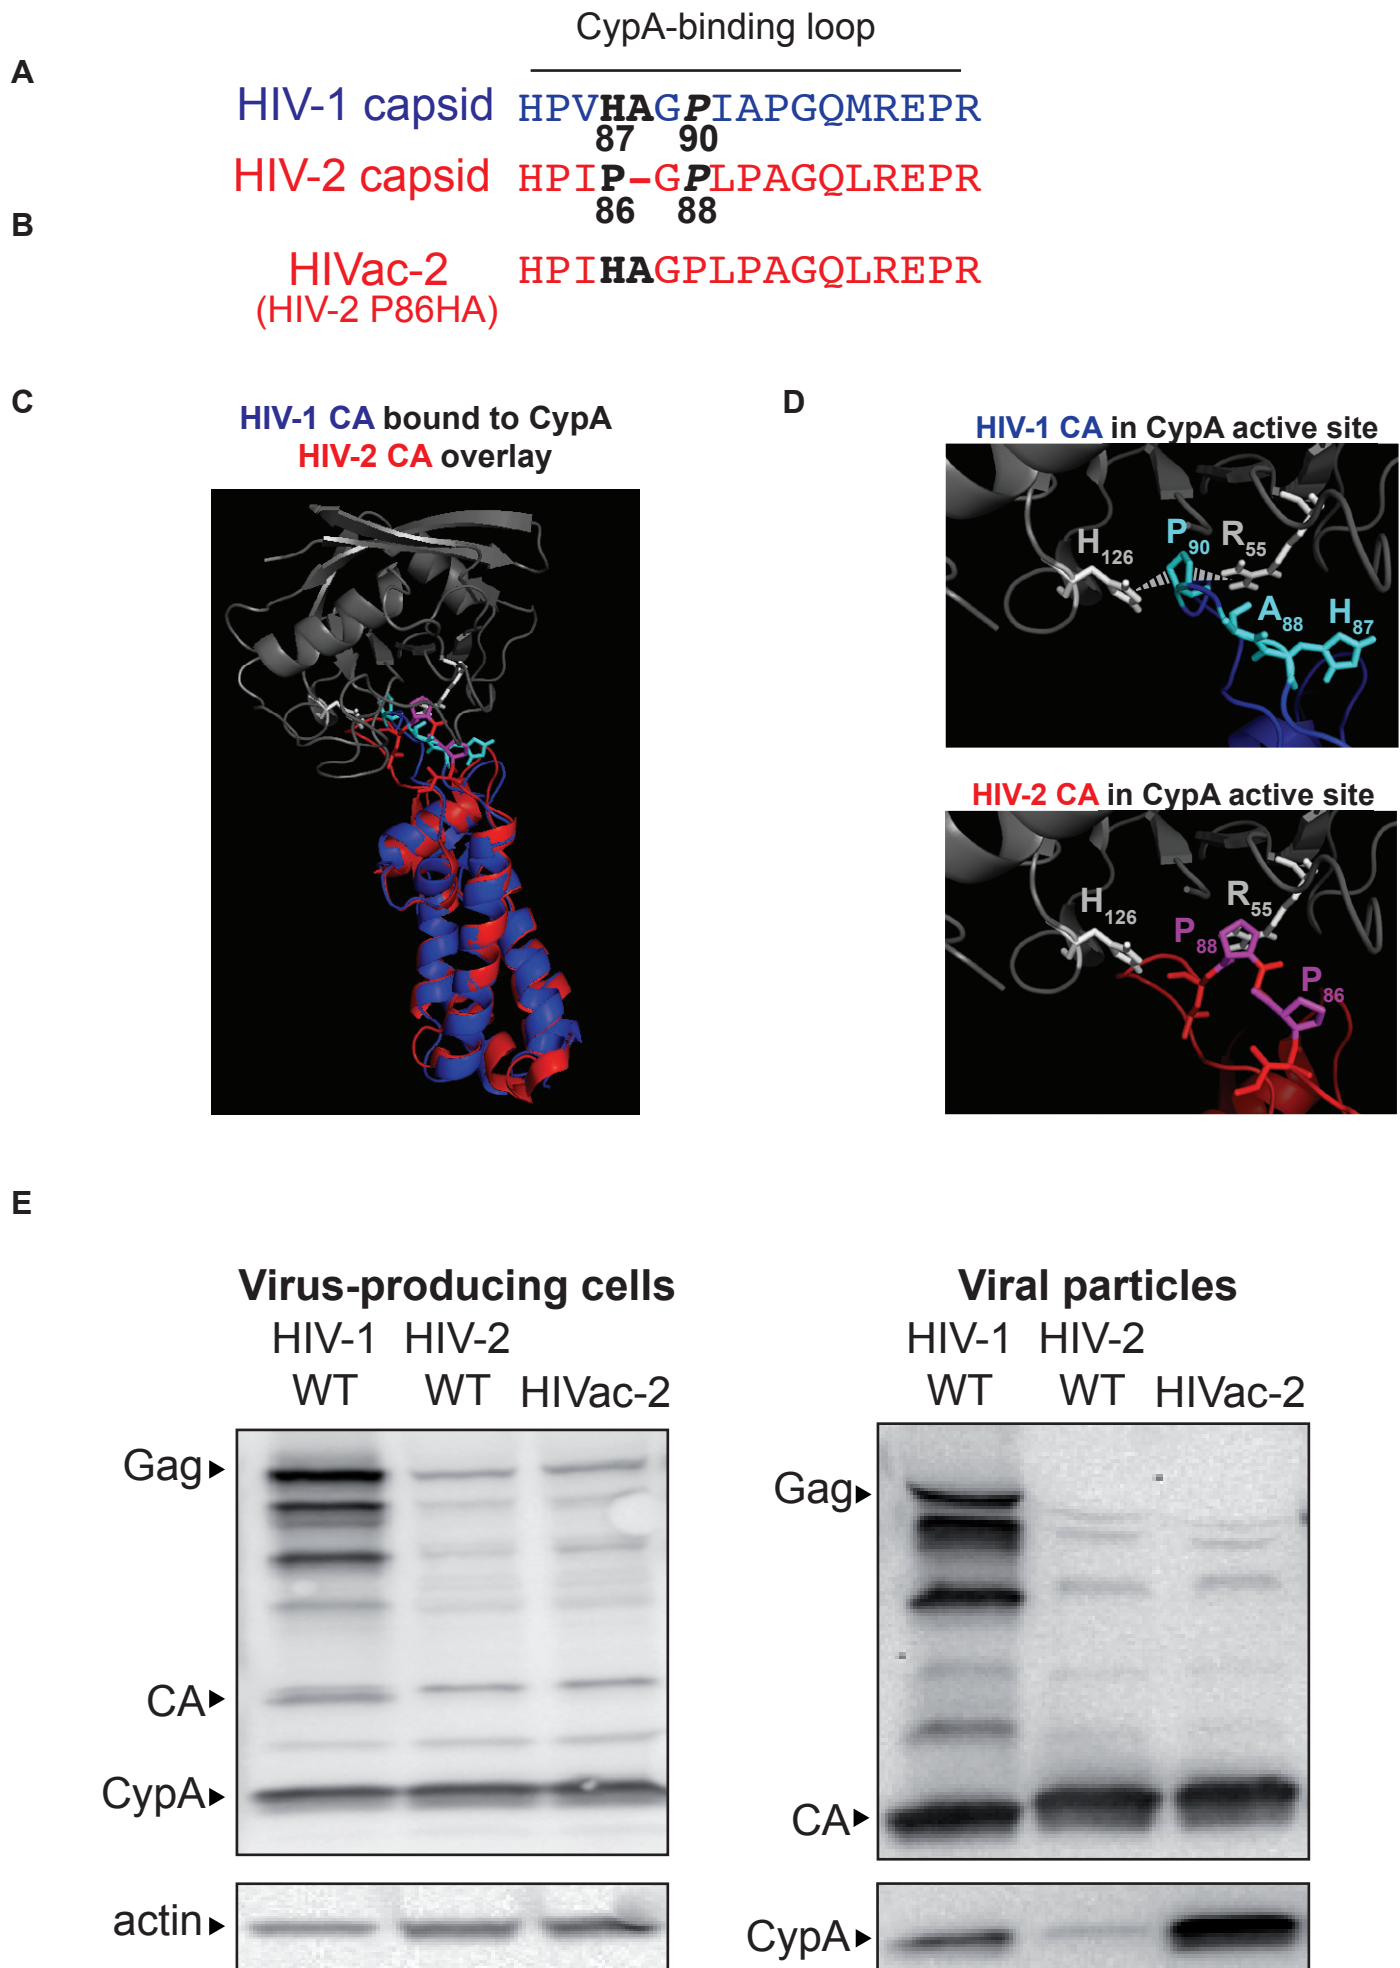 CypA-binding loop
A
HIV-1 capsid HPVHAGPIAPGQMREPR
87 90
HIV-2 capsid HPIP-GPLPAGQLREPR
86 88
B
HIVac-2 HPIHAGPLPAGQLREPR
(HIV-2 P86HA)
C
HIV-1 CA bound to CypA
HIV-2 CA overlay
D
HIV-1 CA in CypA active site
H126 P90 R55
A88 H87
HIV-2 CA in CypA active site
H126 R55
P88
P86
E
Virus-producing cells
HIV-1 HIV-2
WT WT HIVac-2
Gag
CA
CypA
actin
Viral particles
HIV-1 HIV-2
WT WT HIVac-2
Gag
CA
CypA